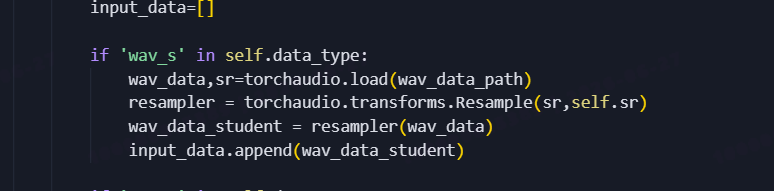 input_data=[]
if 'wav_s' in self.data_type:
wav_data,sr=torchaudio.load(wav_data_path)
resampler = torchaudio.transforms.Resample(sr,self.sr)
wav_data_student = resampler(wav_data)
input_data.append(wav_data_student)